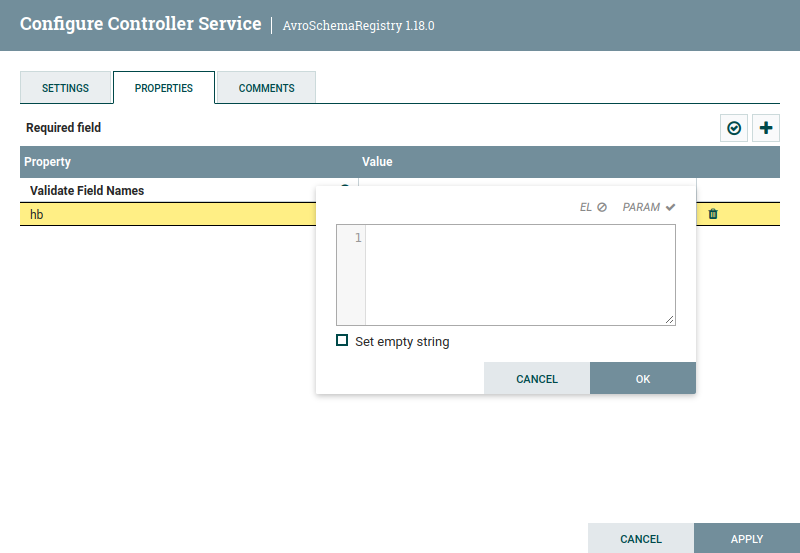 Configure Controller Service | AvroSchemaRegistry 1.18.0
SETTINGS PROPERTIES COMMENTS
Required field
Property Value
Validate Field Names
hb
EL PARAM
1
Set empty string
CANCEL OK
CANCEL APPLY